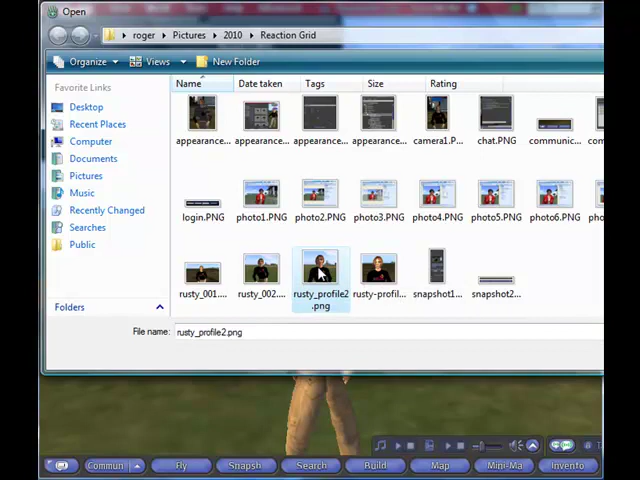 Open
roger ▸ Pictures ▸ 2010 ▸ Reaction Grid
Organize Views New Folder
Favorite Links
Desktop
Recent Places
Computer
Documents
Pictures
Music
Recently Changed
Searches
Public
Folders
Name Date taken Tags Size Rating
appearance... appearance... appearance... appearance... camera1.P... chat.PNG communic... con
login.PNG photo1.PNG photo2.PNG photo3.PNG photo4.PNG photo5.PNG photo6.PNG pho
rusty_001.... rusty_002.... rusty_profile2 rusty-profil... snapshot1... snapshot2...
.png
File name: rusty_profile2.png
Commun Fly Snapsh Search Build Map Mini-Ma Invento